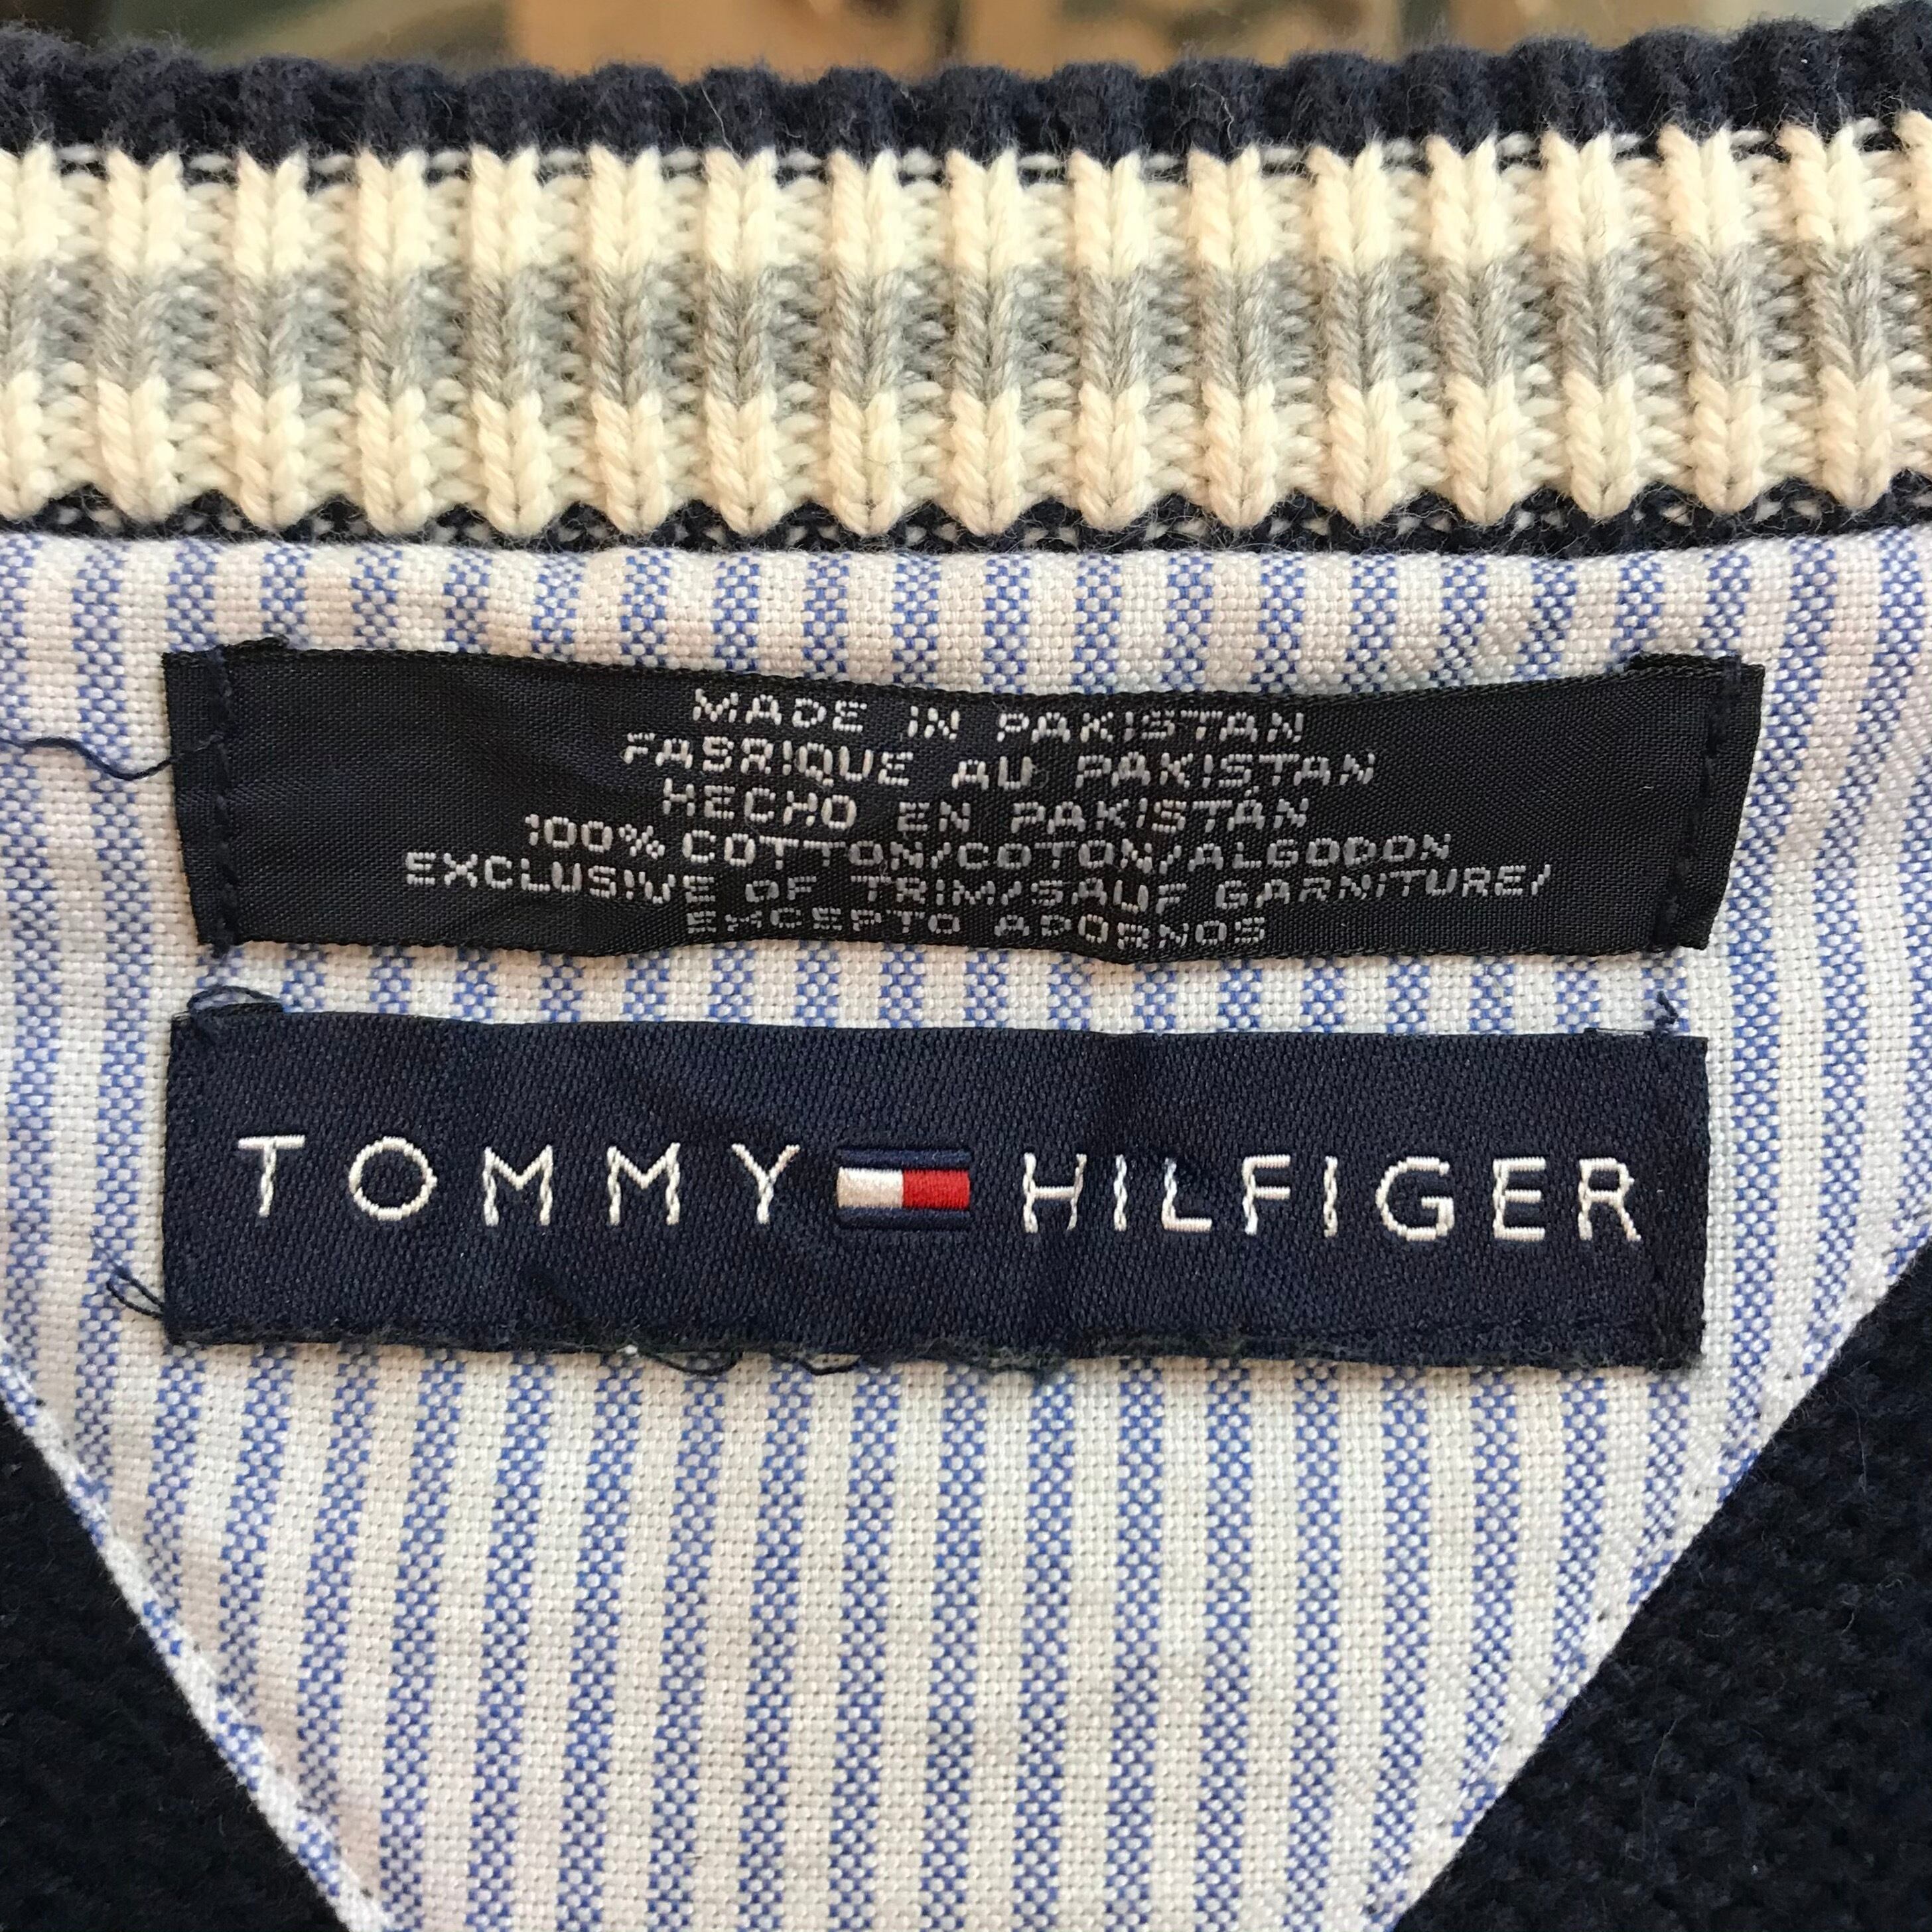 MADE IN PAKISTAN
FABRIQUE AU PAKISTAN
HECHO EN PAKISTAN
100% COTTON/COTON/ALGODON
EXCLUSIVE OF TRIM/SAUF GARNITURE/
EXCEPTO ADORNOS
TOMMY HILFIGER